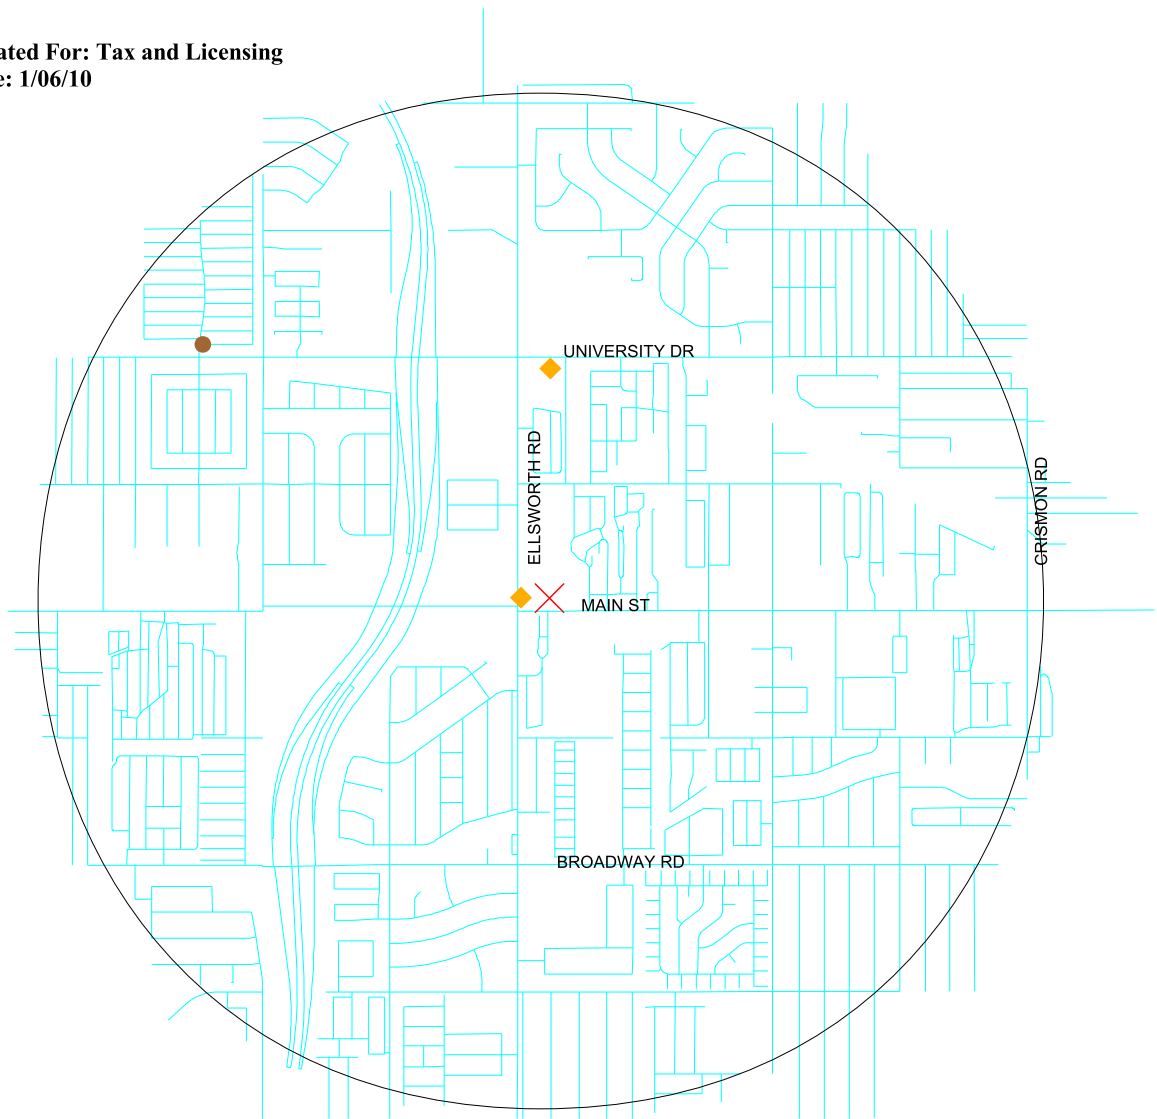 ated For: Tax and Licensing
e: 1/06/10
UNIVERSITY DR
ELLSWORTH RD
CRISMON RD
MAIN ST
BROADWAY RD